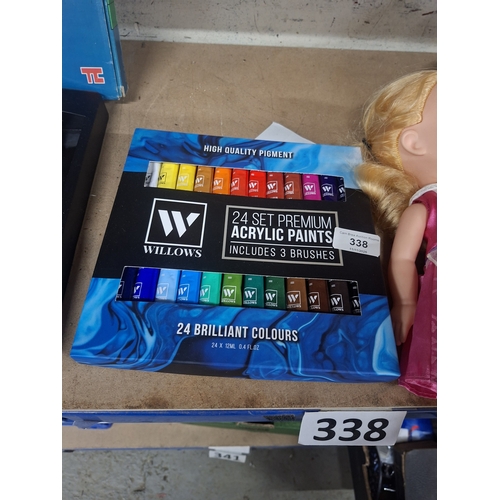 HIGH QUALITY PIGMENT
W
WILLOWS
24 SET PREMIUM
ACRYLIC PAINTS
INCLUDES 3 BRUSHES
338
24 BRILLIANT COLOURS
24 X 12ML 0.4 FL.OZ
338
341